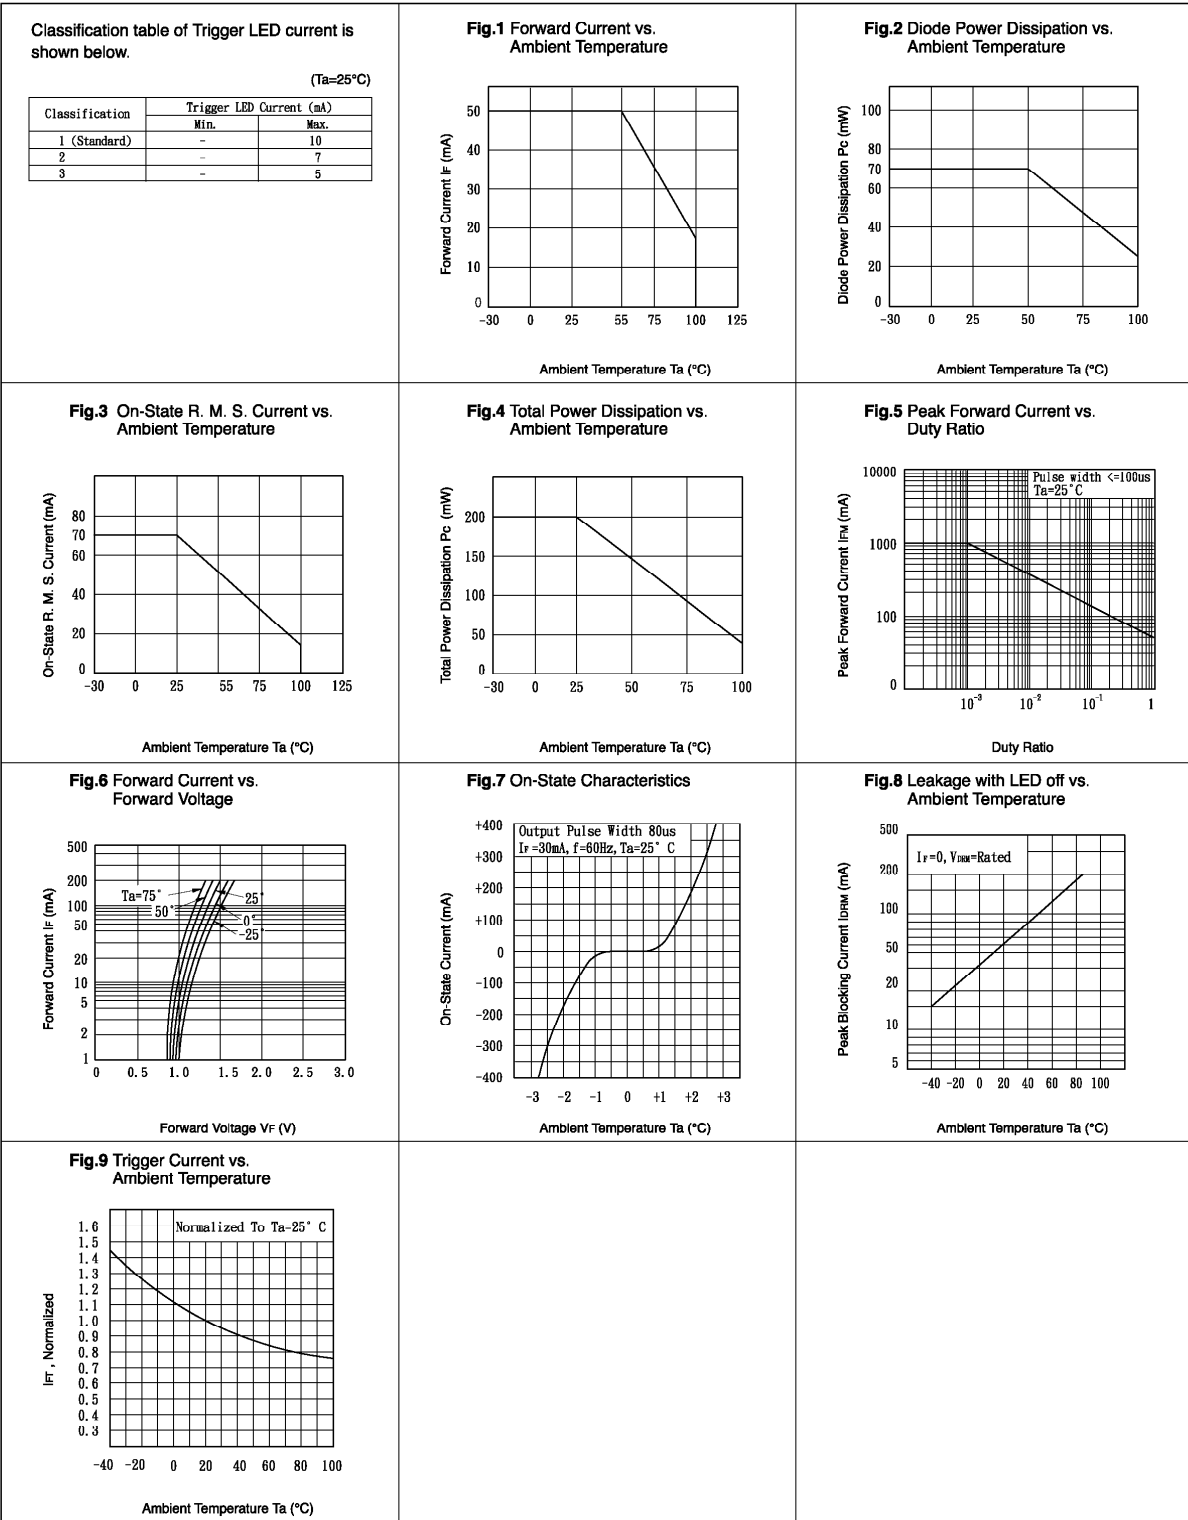 Classification table of Trigger LED current is
shown below.
(Ta=25°C)
Classification
Trigger LED Current (mA)
Min. Max.
1 (Standard) - 10
2 - 7
3 - 5
Fig.1 Forward Current vs.
Ambient Temperature
Forward Current IF (mA)
50
40
30
20
10
0
-30 0 25 55 75 100 125
Ambient Temperature Ta (°C)
Fig.2 Diode Power Dissipation vs.
Ambient Temperature
Diode Power Dissipation Pc (mW)
100
80
70
60
40
20
0
-30 0 25 50 75 100
Ambient Temperature Ta (°C)
Fig.3 On-State R. M. S. Current vs.
Ambient Temperature
On-State R. M. S. Current (mA)
80
70
60
40
20
0
-30 0 25 55 75 100 125
Ambient Temperature Ta (°C)
Fig.4 Total Power Dissipation vs.
Ambient Temperature
Total Power Dissipation Pc (mW)
200
150
100
50
0
-30 0 25 50 75 100
Ambient Temperature Ta (°C)
Fig.5 Peak Forward Current vs.
Duty Ratio
Peak Forward Current IFM (mA)
10000
1000
100
0
Pulse width <=100us
Ta=25°C
10⁻³ 10⁻² 10⁻¹ 1
Duty Ratio
Fig.6 Forward Current vs.
Forward Voltage
Forward Current IF (mA)
500
200
100
50
20
10
5
2
1
Ta=75°
50°
25°
0°
-25°
0 0.5 1.0 1.5 2.0 2.5 3.0
Forward Voltage VF (V)
Fig.7 On-State Characteristics
On-State Current (mA)
+400
+300
+200
+100
0
-100
-200
-300
-400
Output Pulse Width 80us
IF=30mA, f=60Hz, Ta=25° C
-3 -2 -1 0 +1 +2 +3
Ambient Temperature Ta (°C)
Fig.8 Leakage with LED off vs.
Ambient Temperature
Peak Blocking Current IDRM (mA)
500
200
100
50
20
10
5
IF=0, VDRM=Rated
-40 -20 0 20 40 60 80 100
Ambient Temperature Ta (°C)
Fig.9 Trigger Current vs.
Ambient Temperature
IFT , Normalized
1.6
1.5
1.4
1.3
1.2
1.1
1.0
0.9
0.8
0.7
0.6
0.5
0.4
0.3
Normalized To Ta-25° C
-40 -20 0 20 40 60 80 100
Ambient Temperature Ta (°C)